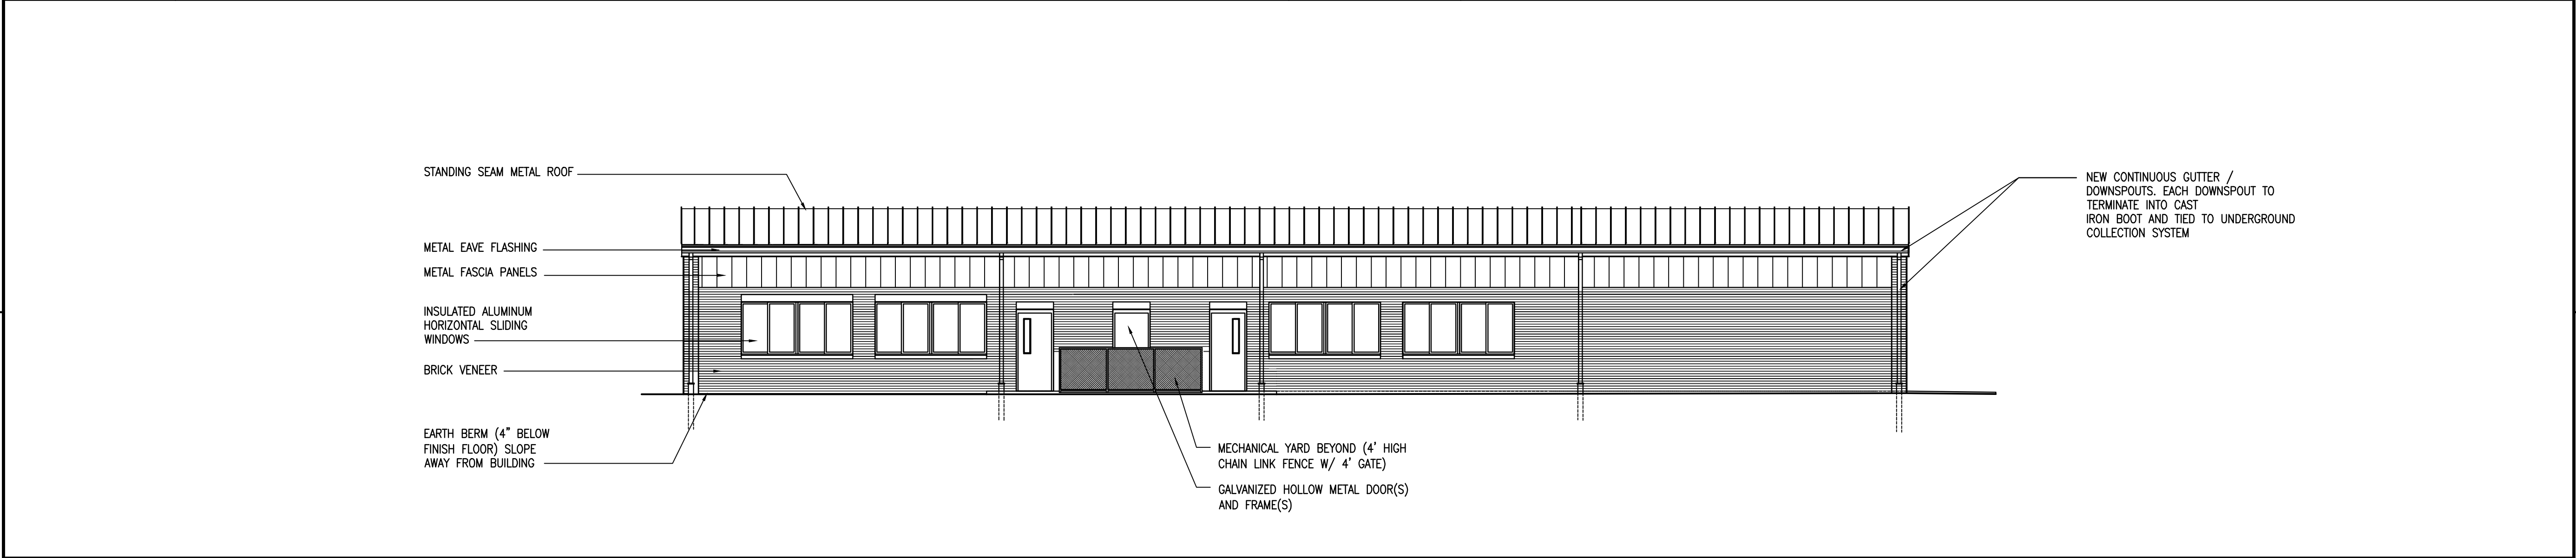 STANDING SEAM METAL ROOF
METAL EAVE FLASHING
METAL FASCIA PANELS
INSULATED ALUMINUM
HORIZONTAL SLIDING
WINDOWS
BRICK VENEER
EARTH BERM (4" BELOW
FINISH FLOOR) SLOPE
AWAY FROM BUILDING
MECHANICAL YARD BEYOND (4' HIGH
CHAIN LINK FENCE W/ 4' GATE)
GALVANIZED HOLLOW METAL DOOR(S)
AND FRAME(S)
NEW CONTINUOUS GUTTER /
DOWNSPOUTS. EACH DOWNSPOUT TO
TERMINATE INTO CAST
IRON BOOT AND TIED TO UNDERGROUND
COLLECTION SYSTEM